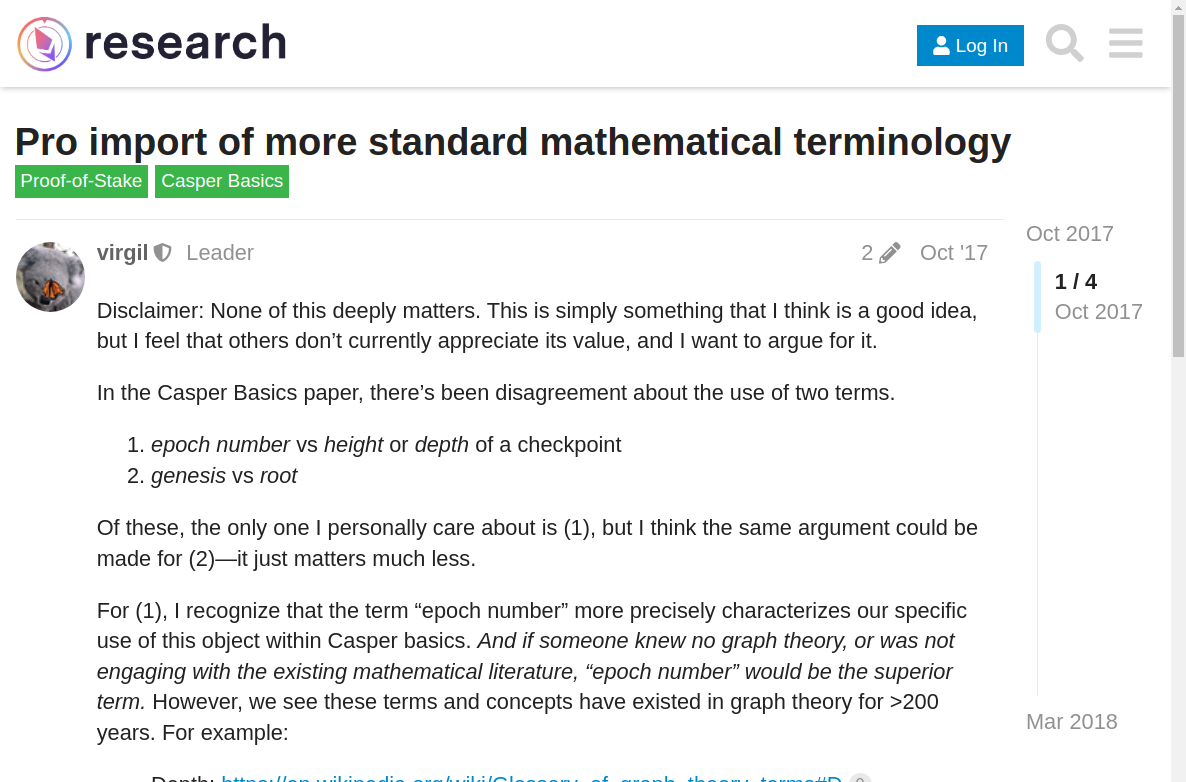 research
Log In
Pro import of more standard mathematical terminology
Proof-of-Stake Casper Basics
virgil Leader 2 Oct '17
Oct 2017
1 / 4
Oct 2017
Disclaimer: None of this deeply matters. This is simply something that I think is a good idea,
but I feel that others don’t currently appreciate its value, and I want to argue for it.
In the Casper Basics paper, there’s been disagreement about the use of two terms.
1. epoch number vs height or depth of a checkpoint
2. genesis vs root
Of these, the only one I personally care about is (1), but I think the same argument could be
made for (2)—it just matters much less.
For (1), I recognize that the term “epoch number” more precisely characterizes our specific
use of this object within Casper basics. And if someone knew no graph theory, or was not
engaging with the existing mathematical literature, “epoch number” would be the superior
term. However, we see these terms and concepts have existed in graph theory for >200
years. For example:
Mar 2018
Depth: https://en.wikipedia.org/wiki/Glossary_of_graph_theory_terms#D